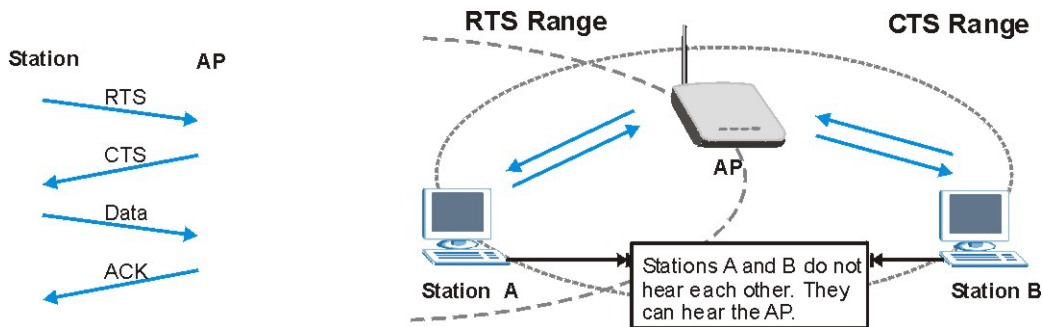 Station
AP
RTS
CTS
Data
ACK
RTS Range
CTS Range
AP
Station A
Station B
Stations A and B do not
hear each other. They
can hear the AP.